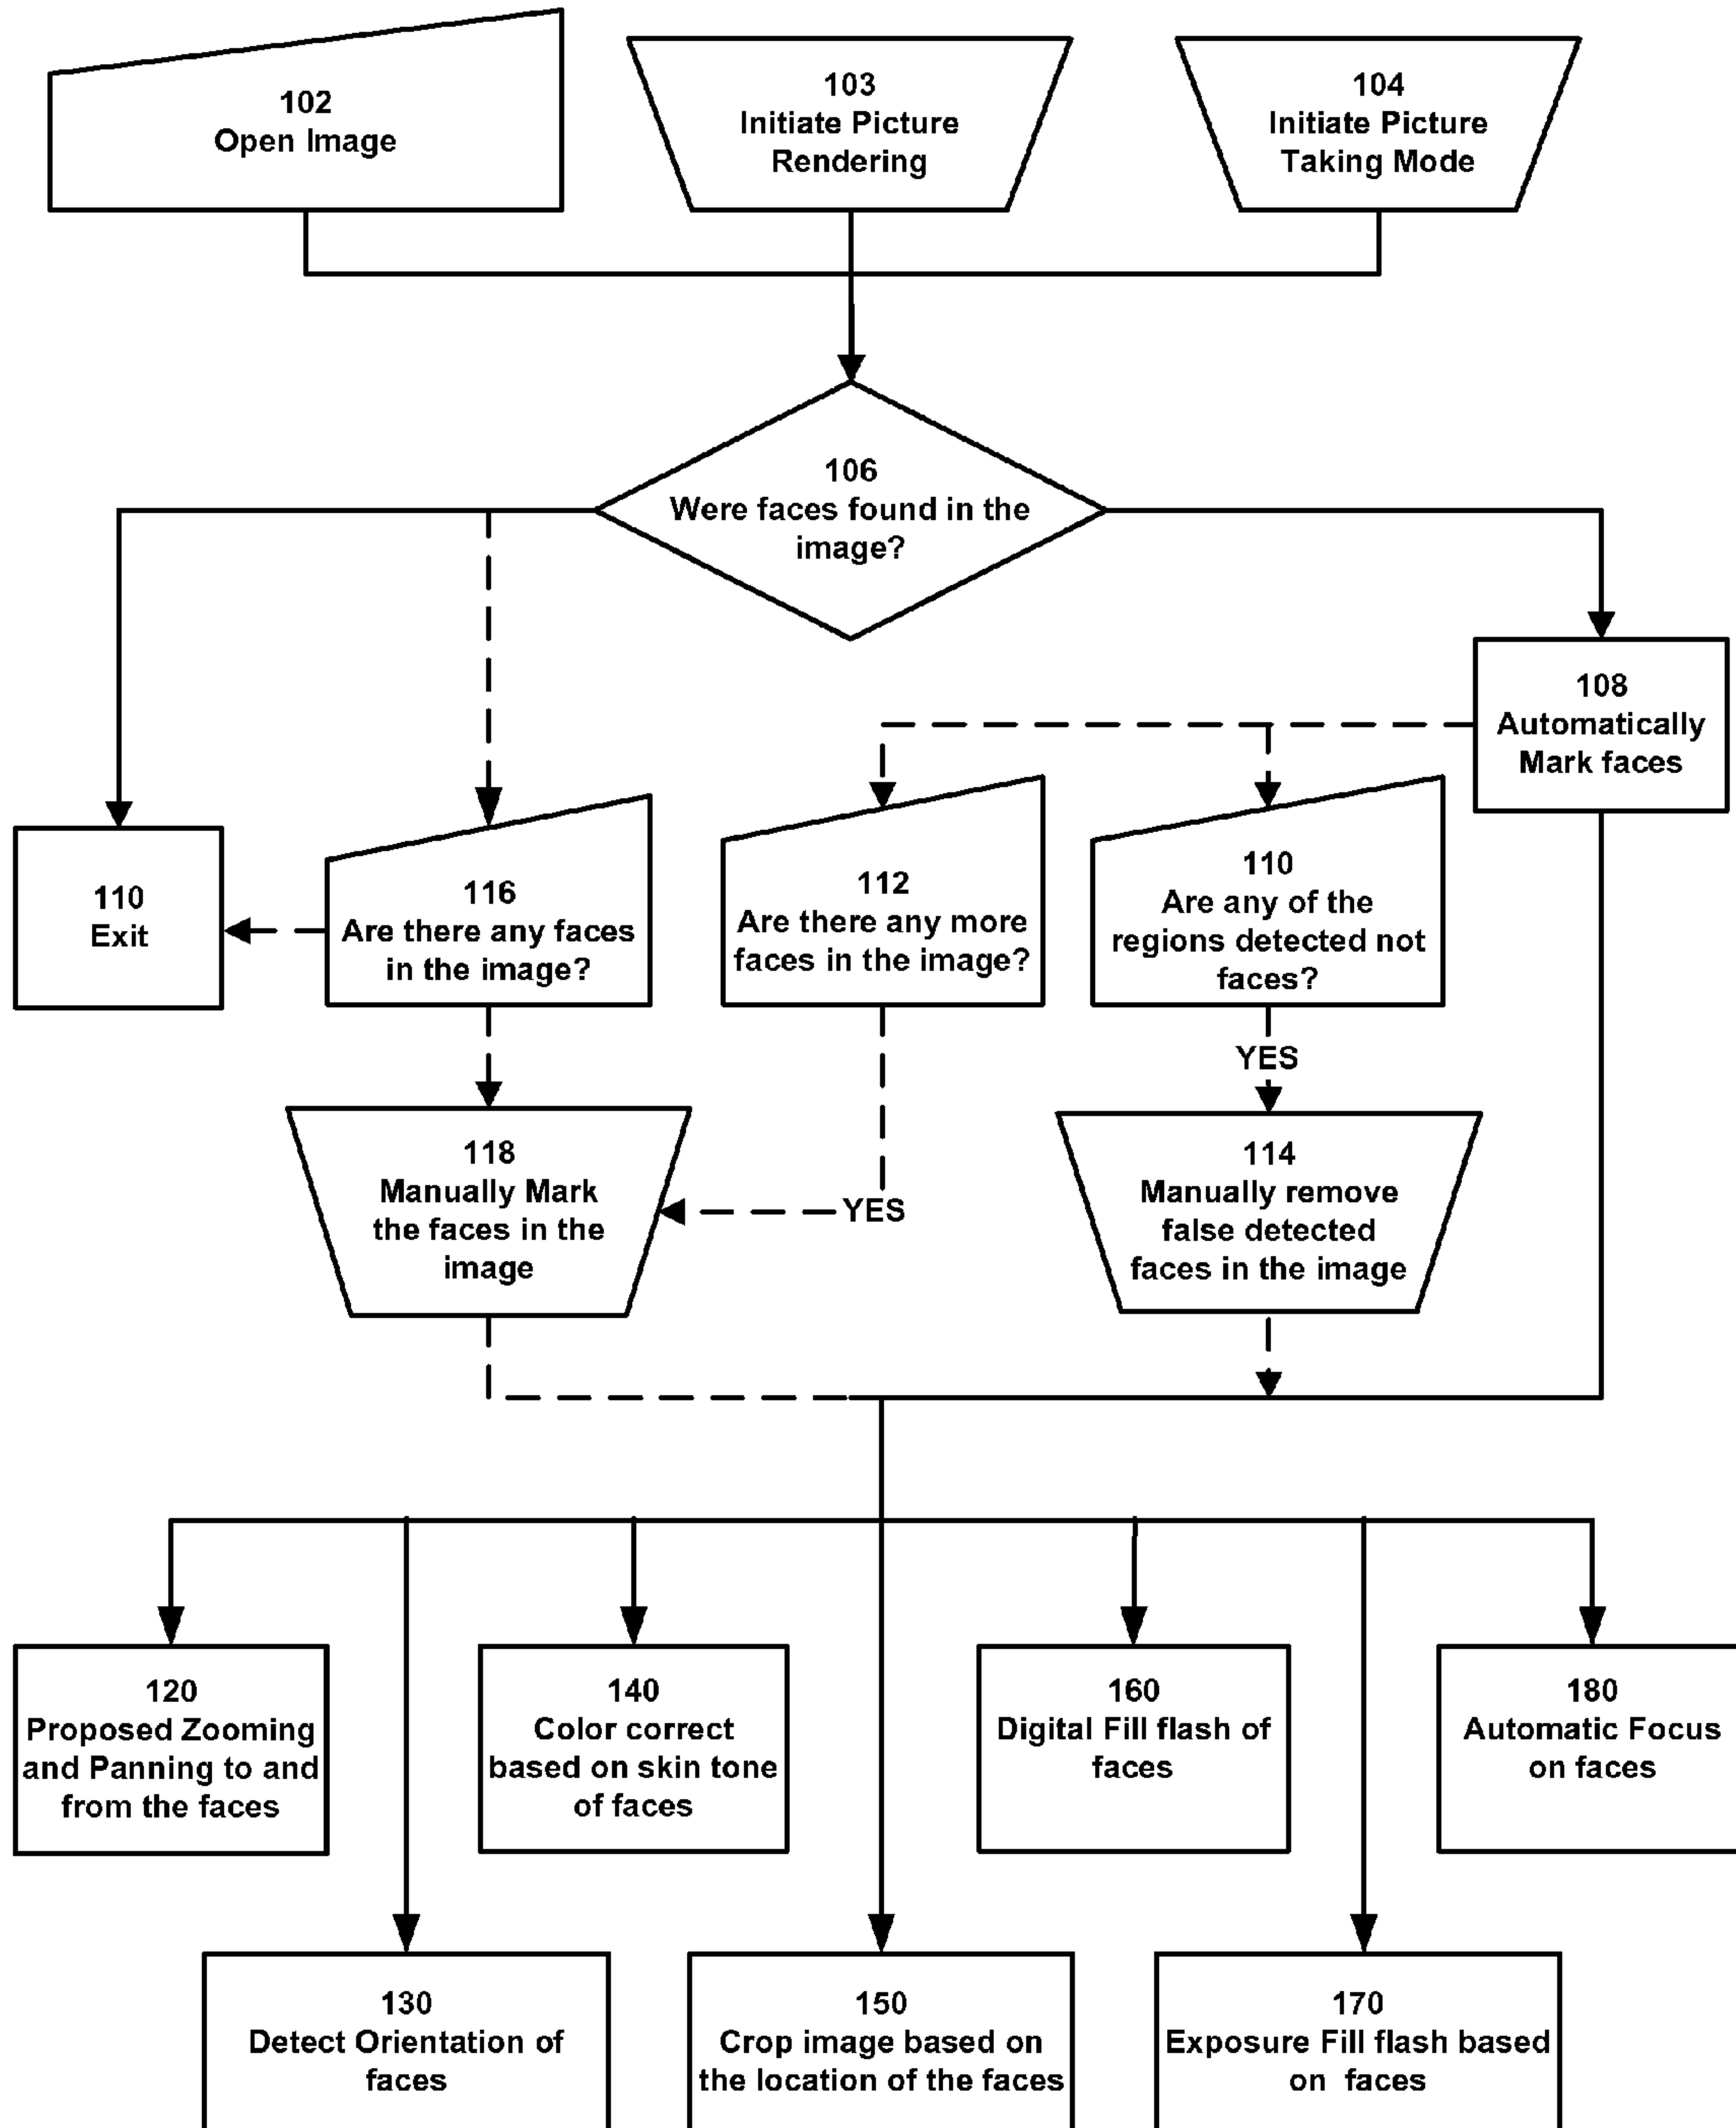 102
Open Image
103
Initiate Picture
Rendering
104
Initiate Picture
Taking Mode
106
Were faces found in the
image?
108
Automatically
Mark faces
110
Exit
116
Are there any faces
in the image?
112
Are there any more
faces in the image?
110
Are any of the
regions detected not
faces?
YES
118
Manually Mark
the faces in the
image
YES
114
Manually remove
false detected
faces in the image
120
Proposed Zooming
and Panning to and
from the faces
140
Color correct
based on skin tone
of faces
160
Digital Fill flash of
faces
180
Automatic Focus
on faces
130
Detect Orientation of
faces
150
Crop image based on
the location of the faces
170
Exposure Fill flash based
on faces